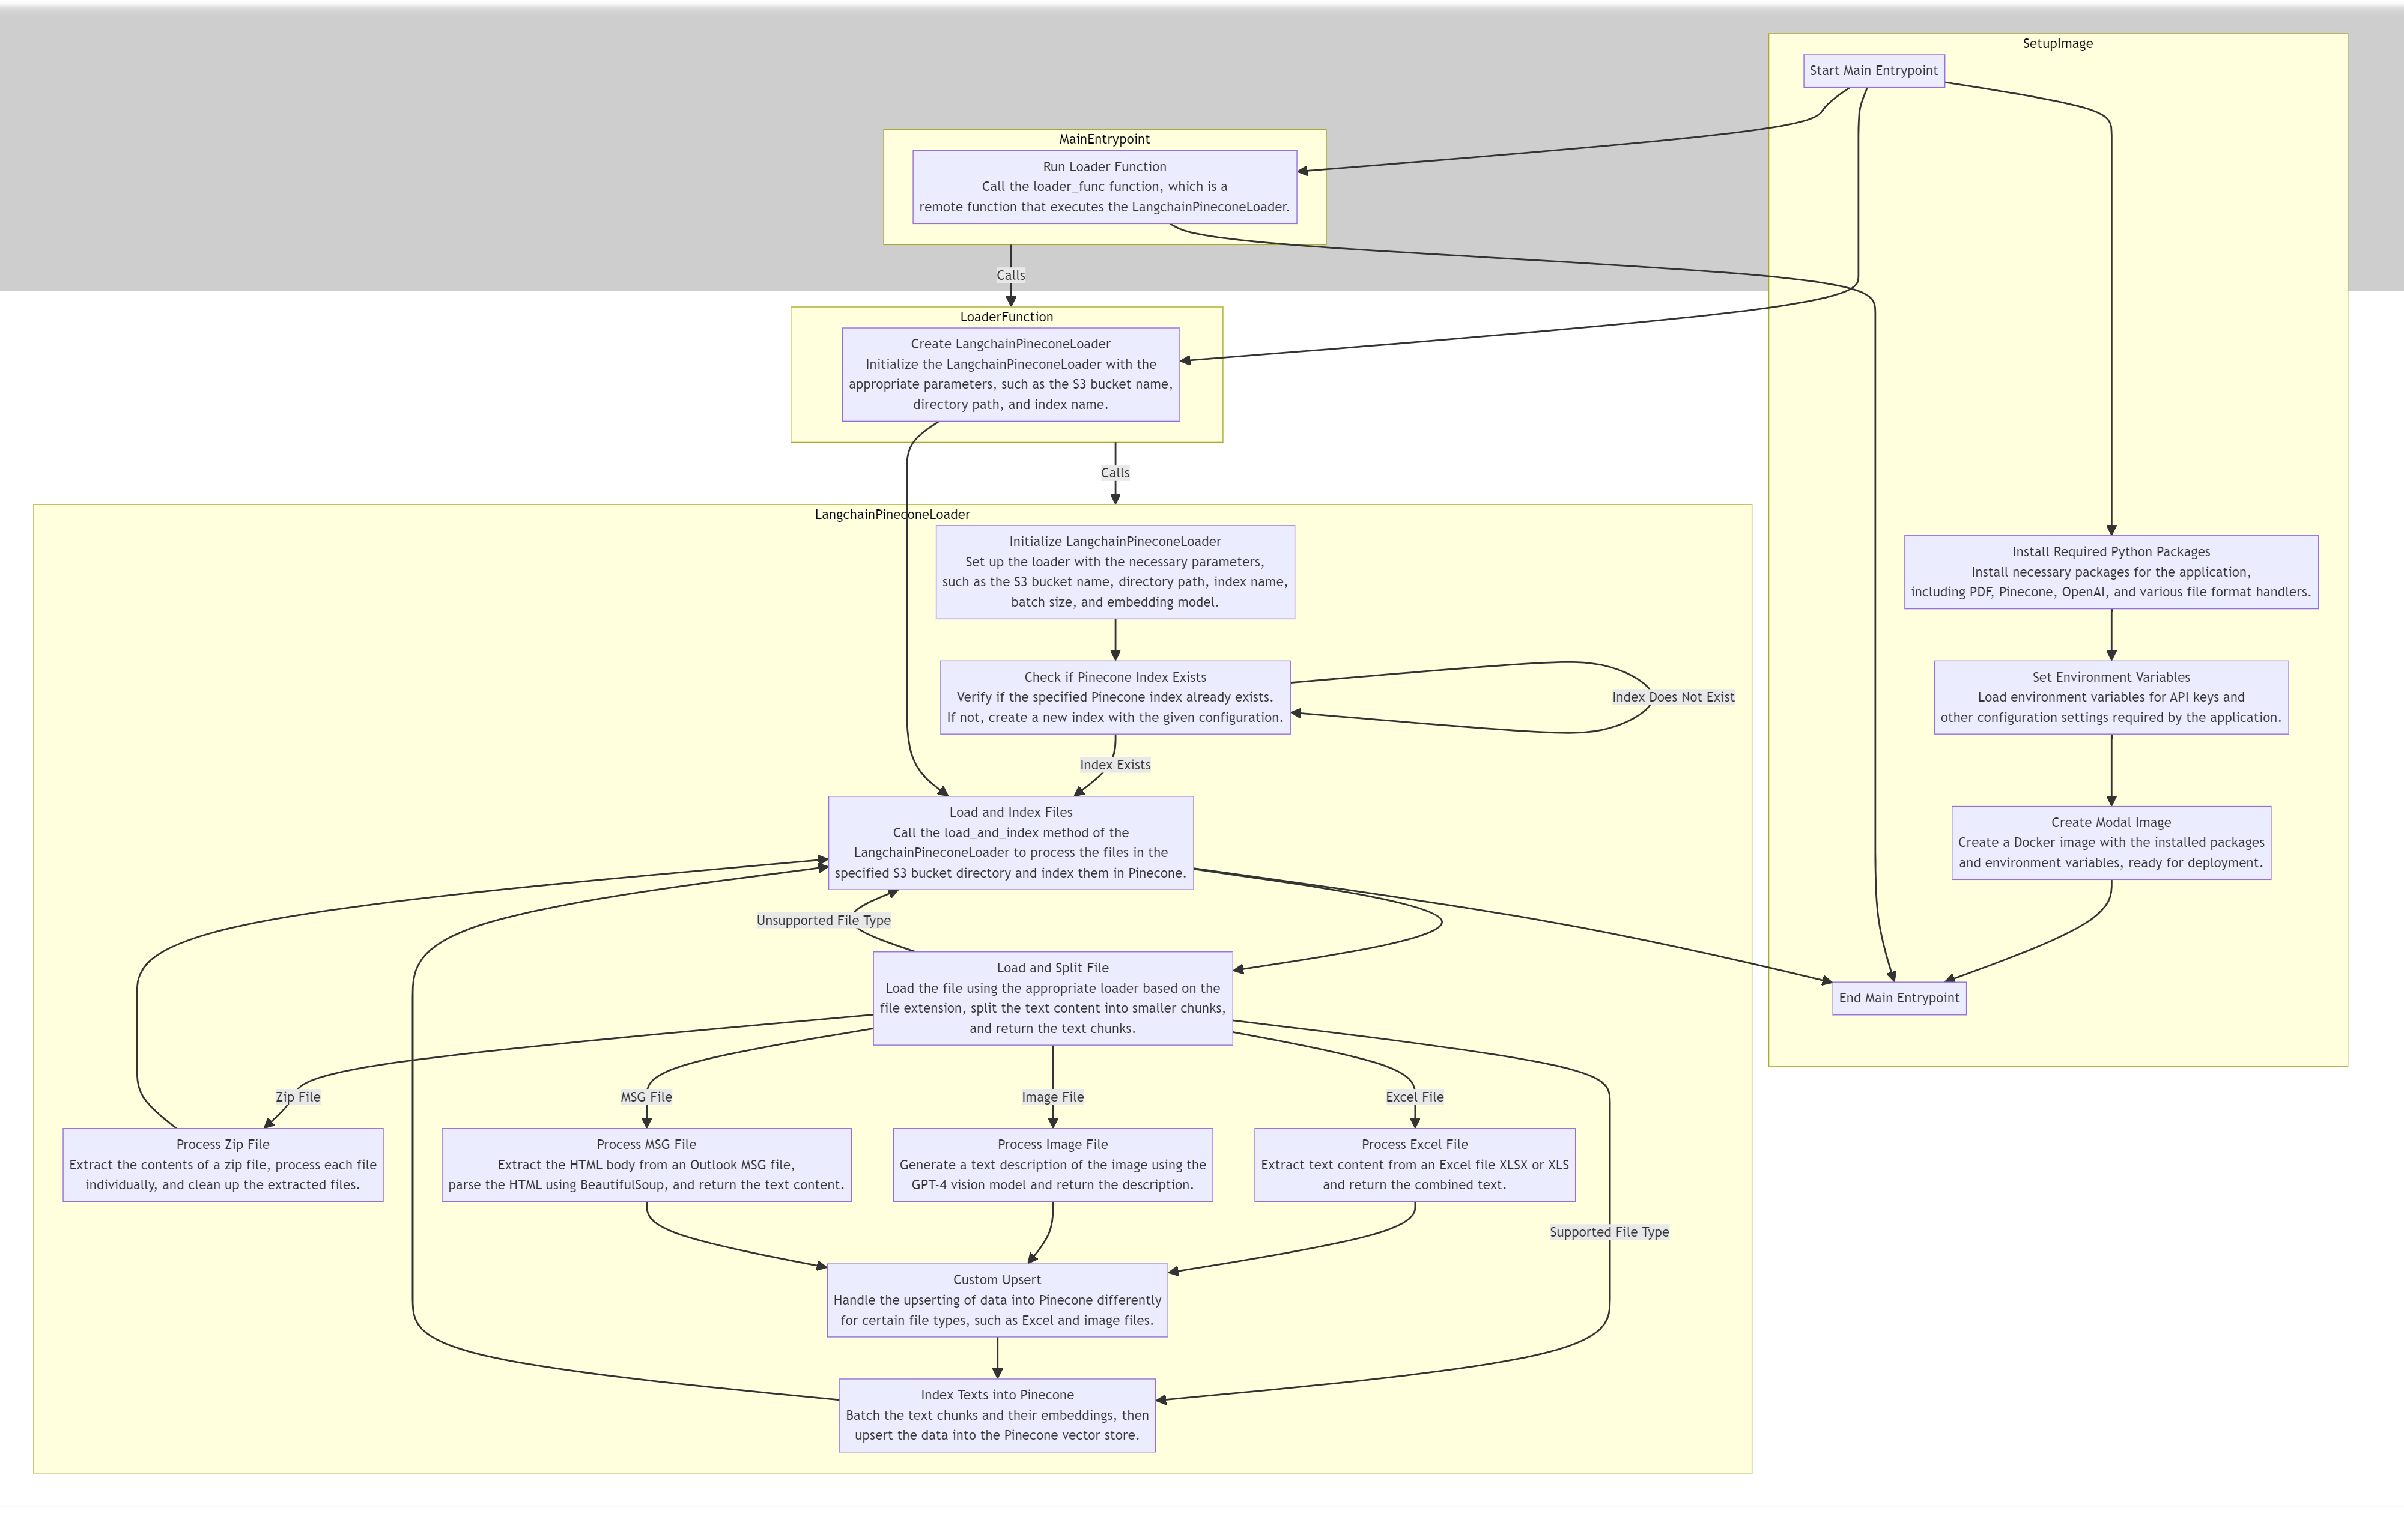 SetupImage
Start Main Entrypoint
MainEntrypoint
Run Loader Function
Call the loader_func function, which is a
remote function that executes the LangchainPineconeLoader.
Calls
LoaderFunction
Create LangchainPineconeLoader
Initialize the LangchainPineconeLoader with the
appropriate parameters, such as the S3 bucket name,
directory path, and index name.
Calls
LangchainPineconeLoader
Initialize LangchainPineconeLoader
Set up the loader with the necessary parameters,
such as the S3 bucket name, directory path, index name,
batch size, and embedding model.
Install Required Python Packages
Install necessary packages for the application,
including PDF, Pinecone, OpenAI, and various file format handlers.
Check if Pinecone Index Exists
Verify if the specified Pinecone index already exists.
If not, create a new index with the given configuration.
Index Does Not Exist
Set Environment Variables
Load environment variables for API keys and
other configuration settings required by the application.
Index Exists
Load and Index Files
Call the load_and_index method of the
LangchainPineconeLoader to process the files in the
specified S3 bucket directory and index them in Pinecone.
Create Modal Image
Create a Docker image with the installed packages
and environment variables, ready for deployment.
Unsupported File Type
Load and Split File
Load the file using the appropriate loader based on the
file extension, split the text content into smaller chunks,
and return the text chunks.
End Main Entrypoint
Zip File
MSG File
Image File
Excel File
Process Zip File
Extract the contents of a zip file, process each file
individually, and clean up the extracted files.
Process MSG File
Extract the HTML body from an Outlook MSG file,
parse the HTML using BeautifulSoup, and return the text content.
Process Image File
Generate a text description of the image using the
GPT-4 vision model and return the description.
Process Excel File
Extract text content from an Excel file XLSX or XLS
and return the combined text.
Supported File Type
Custom Upsert
Handle the upserting of data into Pinecone differently
for certain file types, such as Excel and image files.
Index Texts into Pinecone
Batch the text chunks and their embeddings, then
upsert the data into the Pinecone vector store.